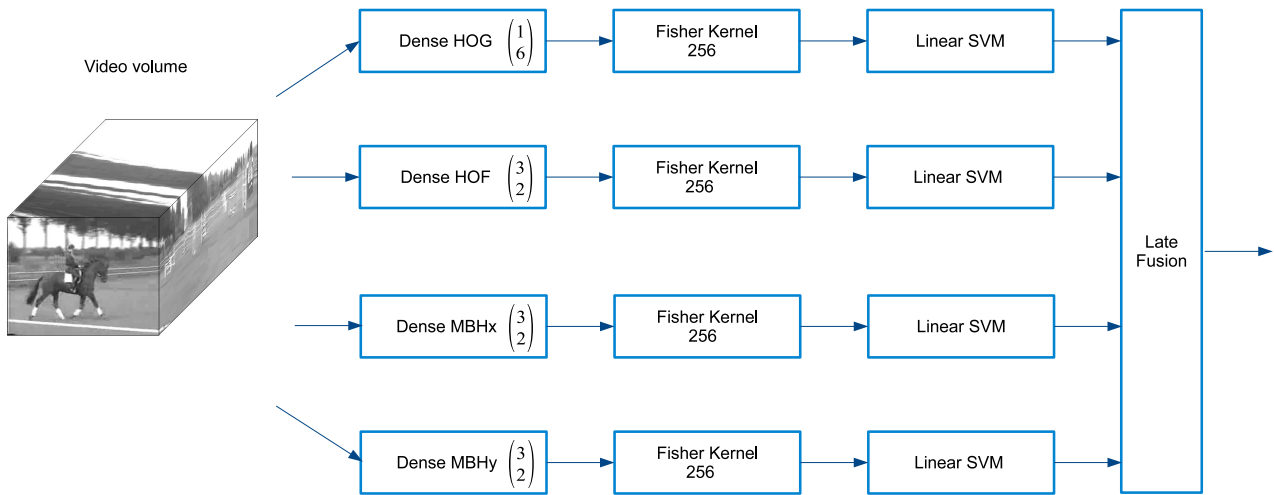 Video volume
Dense HOG (1 6)
Fisher Kernel
256
Linear SVM
Dense HOF (3 2)
Fisher Kernel
256
Linear SVM
Dense MBHx (3 2)
Fisher Kernel
256
Linear SVM
Dense MBHy (3 2)
Fisher Kernel
256
Linear SVM
Late
Fusion